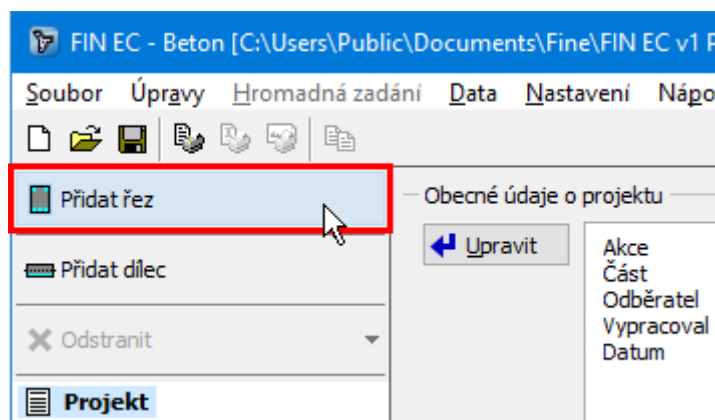 FIN EC - Beton [C:\Users\Public\Documents\Fine\FIN EC v1
Soubor Úpravy Hromadná zadání Data Nastavení
Přidat řez
Obecné údaje o projektu
Upravit
Akce
Část
Odběratel
Vypracoval
Datum
Přidat dílec
Odstranit
Projekt